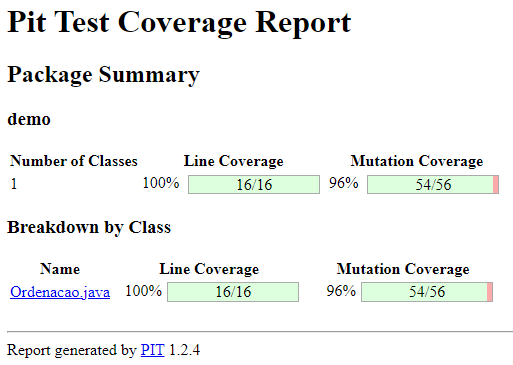 Pit Test Coverage Report
Package Summary
demo
Number of Classes Line Coverage Mutation Coverage
1 100% 16/16 96% 54/56
Breakdown by Class
Name Line Coverage Mutation Coverage
Ordenacao.java 100% 16/16 96% 54/56
Report generated by PIT 1.2.4